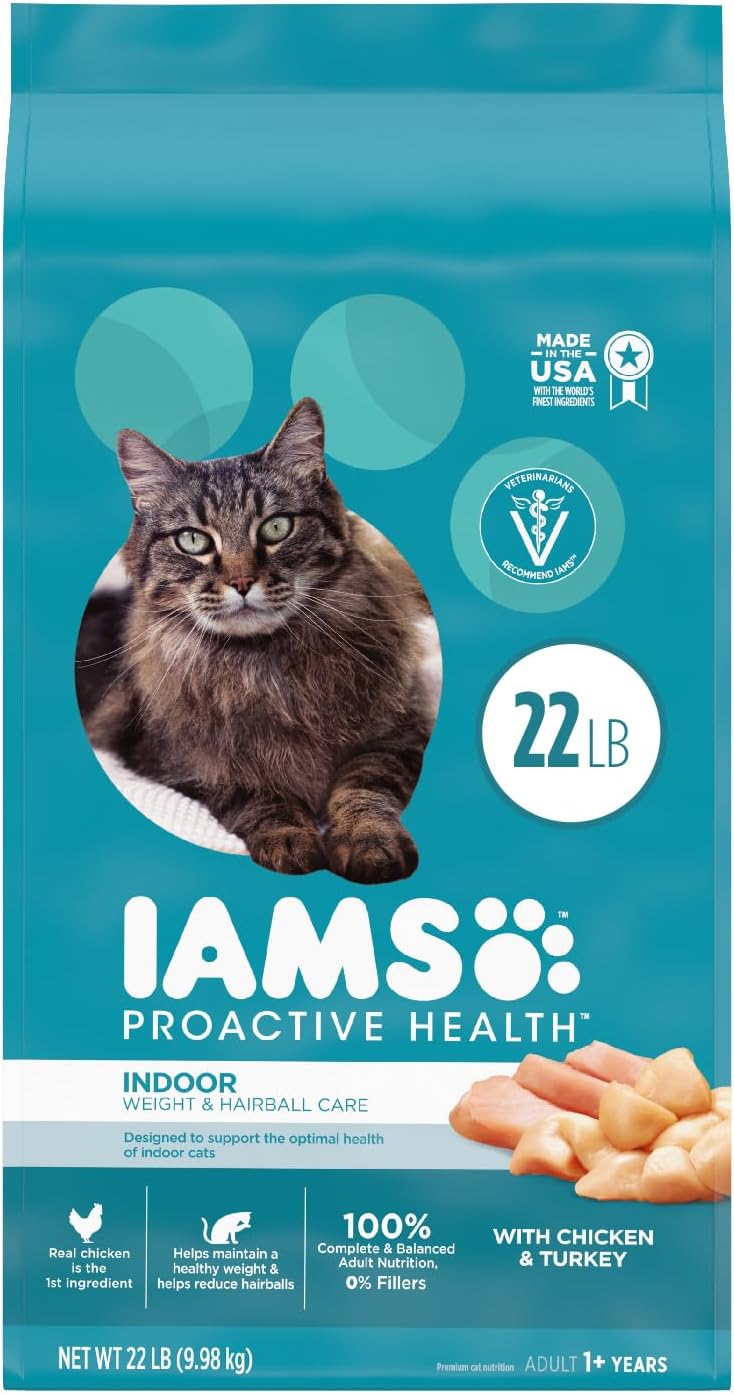 MADE
IN THE
USA
WITH THE WORLD'S
FINEST INGREDIENTS
VETERINARIANS
V
RECOMMEND IAMS™
22 LB
IAMS™
PROACTIVE HEALTH™
INDOOR
WEIGHT & HAIRBALL CARE
Designed to support the optimal health
of indoor cats
Real chicken
is the
1st ingredient
Helps maintain a
healthy weight &
helps reduce hairballs
100%
Complete & Balanced
Adult Nutrition,
0% Fillers
WITH CHICKEN
& TURKEY
NET WT 22 LB (9.98 kg)
Premium cat nutrition ADULT 1+ YEARS